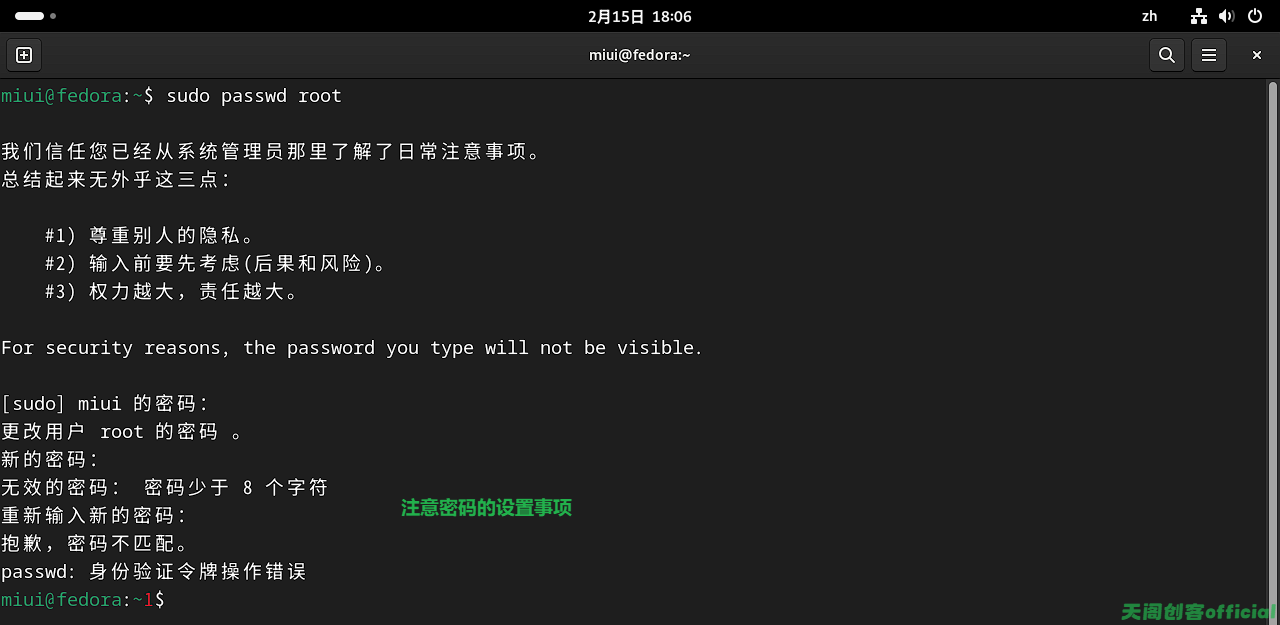 2月15日 18:06
zh
miui@fedora:~
miui@fedora:~$ sudo passwd root
我们信任您已经从系统管理员那里了解了日常注意事项。
总结起来无外乎这三点：
#1) 尊重别人的隐私。
#2) 输入前要先考虑(后果和风险)。
#3) 权力越大，责任越大。
For security reasons, the password you type will not be visible.
[sudo] miui 的密码：
更改用户 root 的密码 。
新的密码：
无效的密码： 密码少于 8 个字符
注意密码的设置事项
重新输入新的密码：
抱歉，密码不匹配。
passwd: 身份验证令牌操作错误
miui@fedora:~1$
天阁创客official